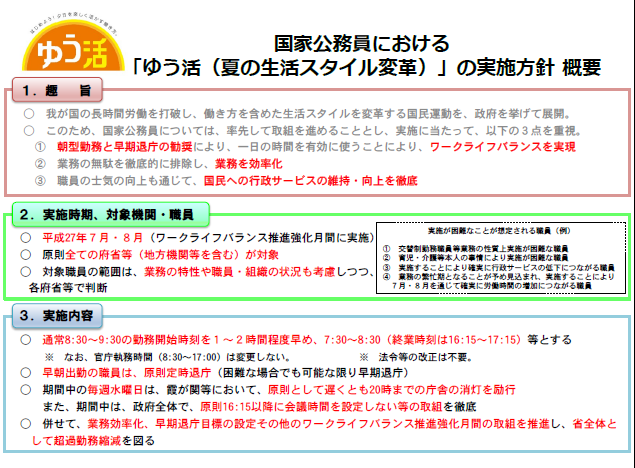 はじめよう!夕方を楽しく活かす働き方。
ゆう活
国家公務員における
「ゆう活（夏の生活スタイル変革）」の実施方針 概要
１．趣　旨
○ 我が国の長時間労働を打破し、働き方を含めた生活スタイルを変革する国民運動を、政府を挙げて展開。
○ このため、国家公務員については、率先して取組を進めることとし、実施に当たって、以下の３点を重視。
① 朝型勤務と早期退庁の勧奨により、一日の時間を有効に使うことにより、ワークライフバランスを実現
② 業務の無駄を徹底的に排除し、業務を効率化
③ 職員の士気の向上も通じて、国民への行政サービスの維持・向上を徹底
２．実施時期、対象機関・職員
○ 平成27年７月・８月（ワークライフバランス推進強化月間に実施）
○ 原則全ての府省等（地方機関等を含む）が対象
○ 対象職員の範囲は、業務の特性や職員・組織の状況も考慮しつつ、
各府省等で判断
実施が困難なことが想定される職員（例）
① 交替制勤務職員等業務の性質上実施が困難な職員
② 育児・介護等本人の事情により実施が困難な職員
③ 実施することにより確実に行政サービスの低下につながる職員
④ 業務の繁忙期となることが予め見込まれ、実施することにより
７月・８月を通じて確実に労働時間の増加につながる職員
３．実施内容
○ 通常8:30～9:30の勤務開始時刻を１～２時間程度早め、7:30～8:30（終業時刻は16:15～17:15）等とする
※ なお、官庁執務時間（8:30～17:00）は変更しない。　※ 法令等の改正は不要。
○ 早朝出勤の職員は、原則定時退庁（困難な場合でも可能な限り早期退庁）
○ 期間中の毎週水曜日は、霞が関等において、原則として遅くとも20時までの庁舎の消灯を励行
また、期間中は、政府全体で、原則16:15以降に会議時間を設定しない等の取組を徹底
○ 併せて、業務効率化、早期退庁目標の設定その他のワークライフバランス推進強化月間の取組を推進し、省全体と
して超過勤務縮減を図る